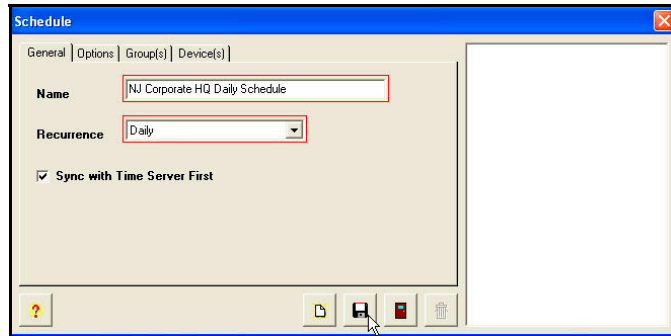 Schedule
General Options Group(s) Device(s)
Name NJ Corporate HQ Daily Schedule
Recurrence Daily
Sync with Time Server First
?